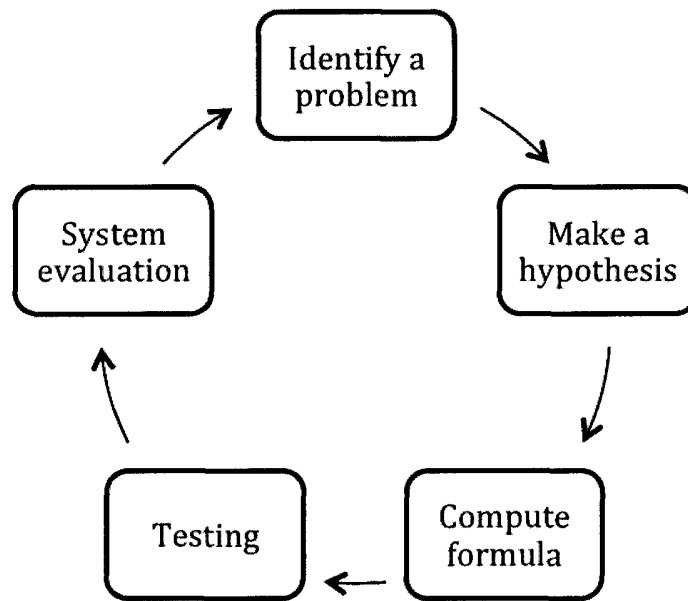 Identify a
problem
Make a
hypothesis
Compute
formula
Testing
System
evaluation